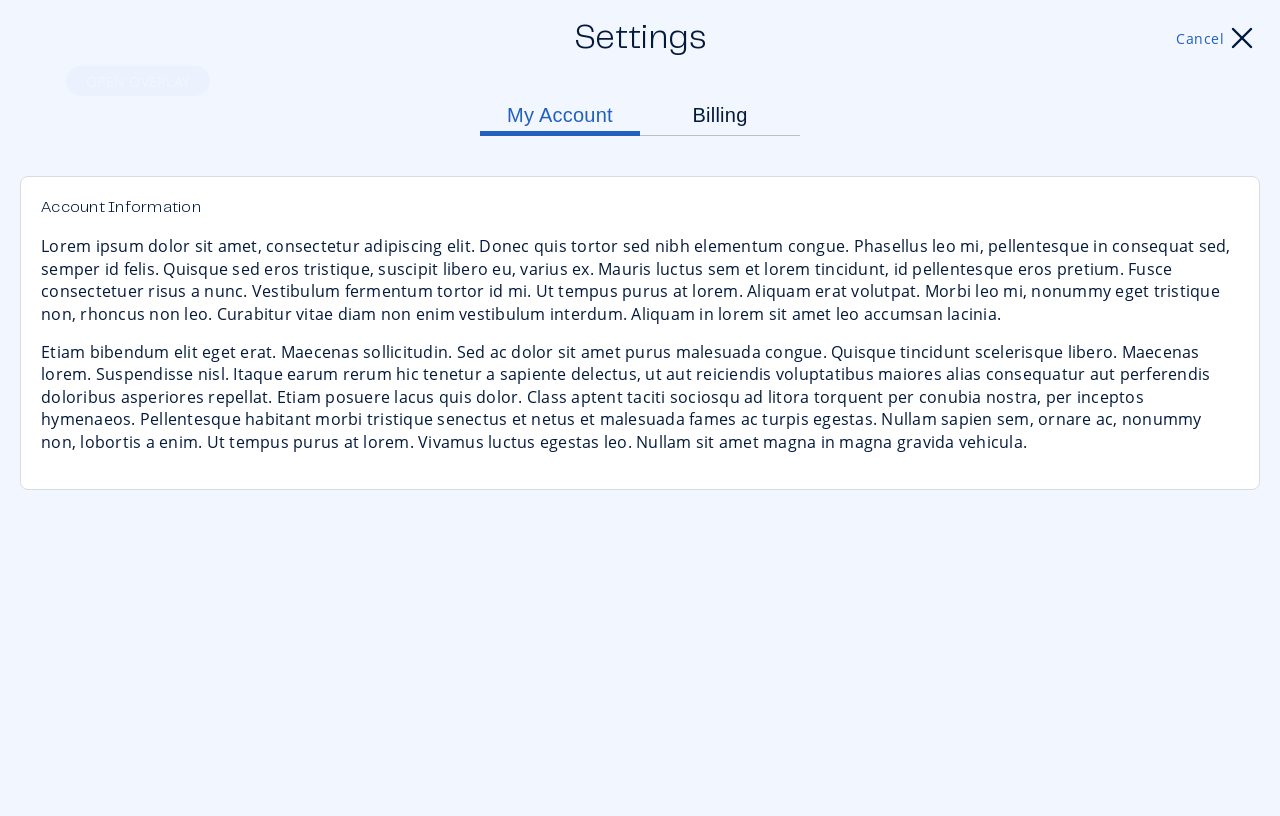 Settings
Cancel
OPEN OVERLAY
My Account
Billing
Account Information
Lorem ipsum dolor sit amet, consectetur adipiscing elit. Donec quis tortor sed nibh elementum congue. Phasellus leo mi, pellentesque in consequat sed,
semper id felis. Quisque sed eros tristique, suscipit libero eu, varius ex. Mauris luctus sem et lorem tincidunt, id pellentesque eros pretium. Fusce
consectetuer risus a nunc. Vestibulum fermentum tortor id mi. Ut tempus purus at lorem. Aliquam erat volutpat. Morbi leo mi, nonummy eget tristique
non, rhoncus non leo. Curabitur vitae diam non enim vestibulum interdum. Aliquam in lorem sit amet leo accumsan lacinia.
Etiam bibendum elit eget erat. Maecenas sollicitudin. Sed ac dolor sit amet purus malesuada congue. Quisque tincidunt scelerisque libero. Maecenas
lorem. Suspendisse nisl. Itaque earum rerum hic tenetur a sapiente delectus, ut aut reiciendis voluptatibus maiores alias consequatur aut perferendis
doloribus asperiores repellat. Etiam posuere lacus quis dolor. Class aptent taciti sociosqu ad litora torquent per conubia nostra, per inceptos
hymenaeos. Pellentesque habitant morbi tristique senectus et netus et malesuada fames ac turpis egestas. Nullam sapien sem, ornare ac, nonummy
non, lobortis a enim. Ut tempus purus at lorem. Vivamus luctus egestas leo. Nullam sit amet magna in magna gravida vehicula.